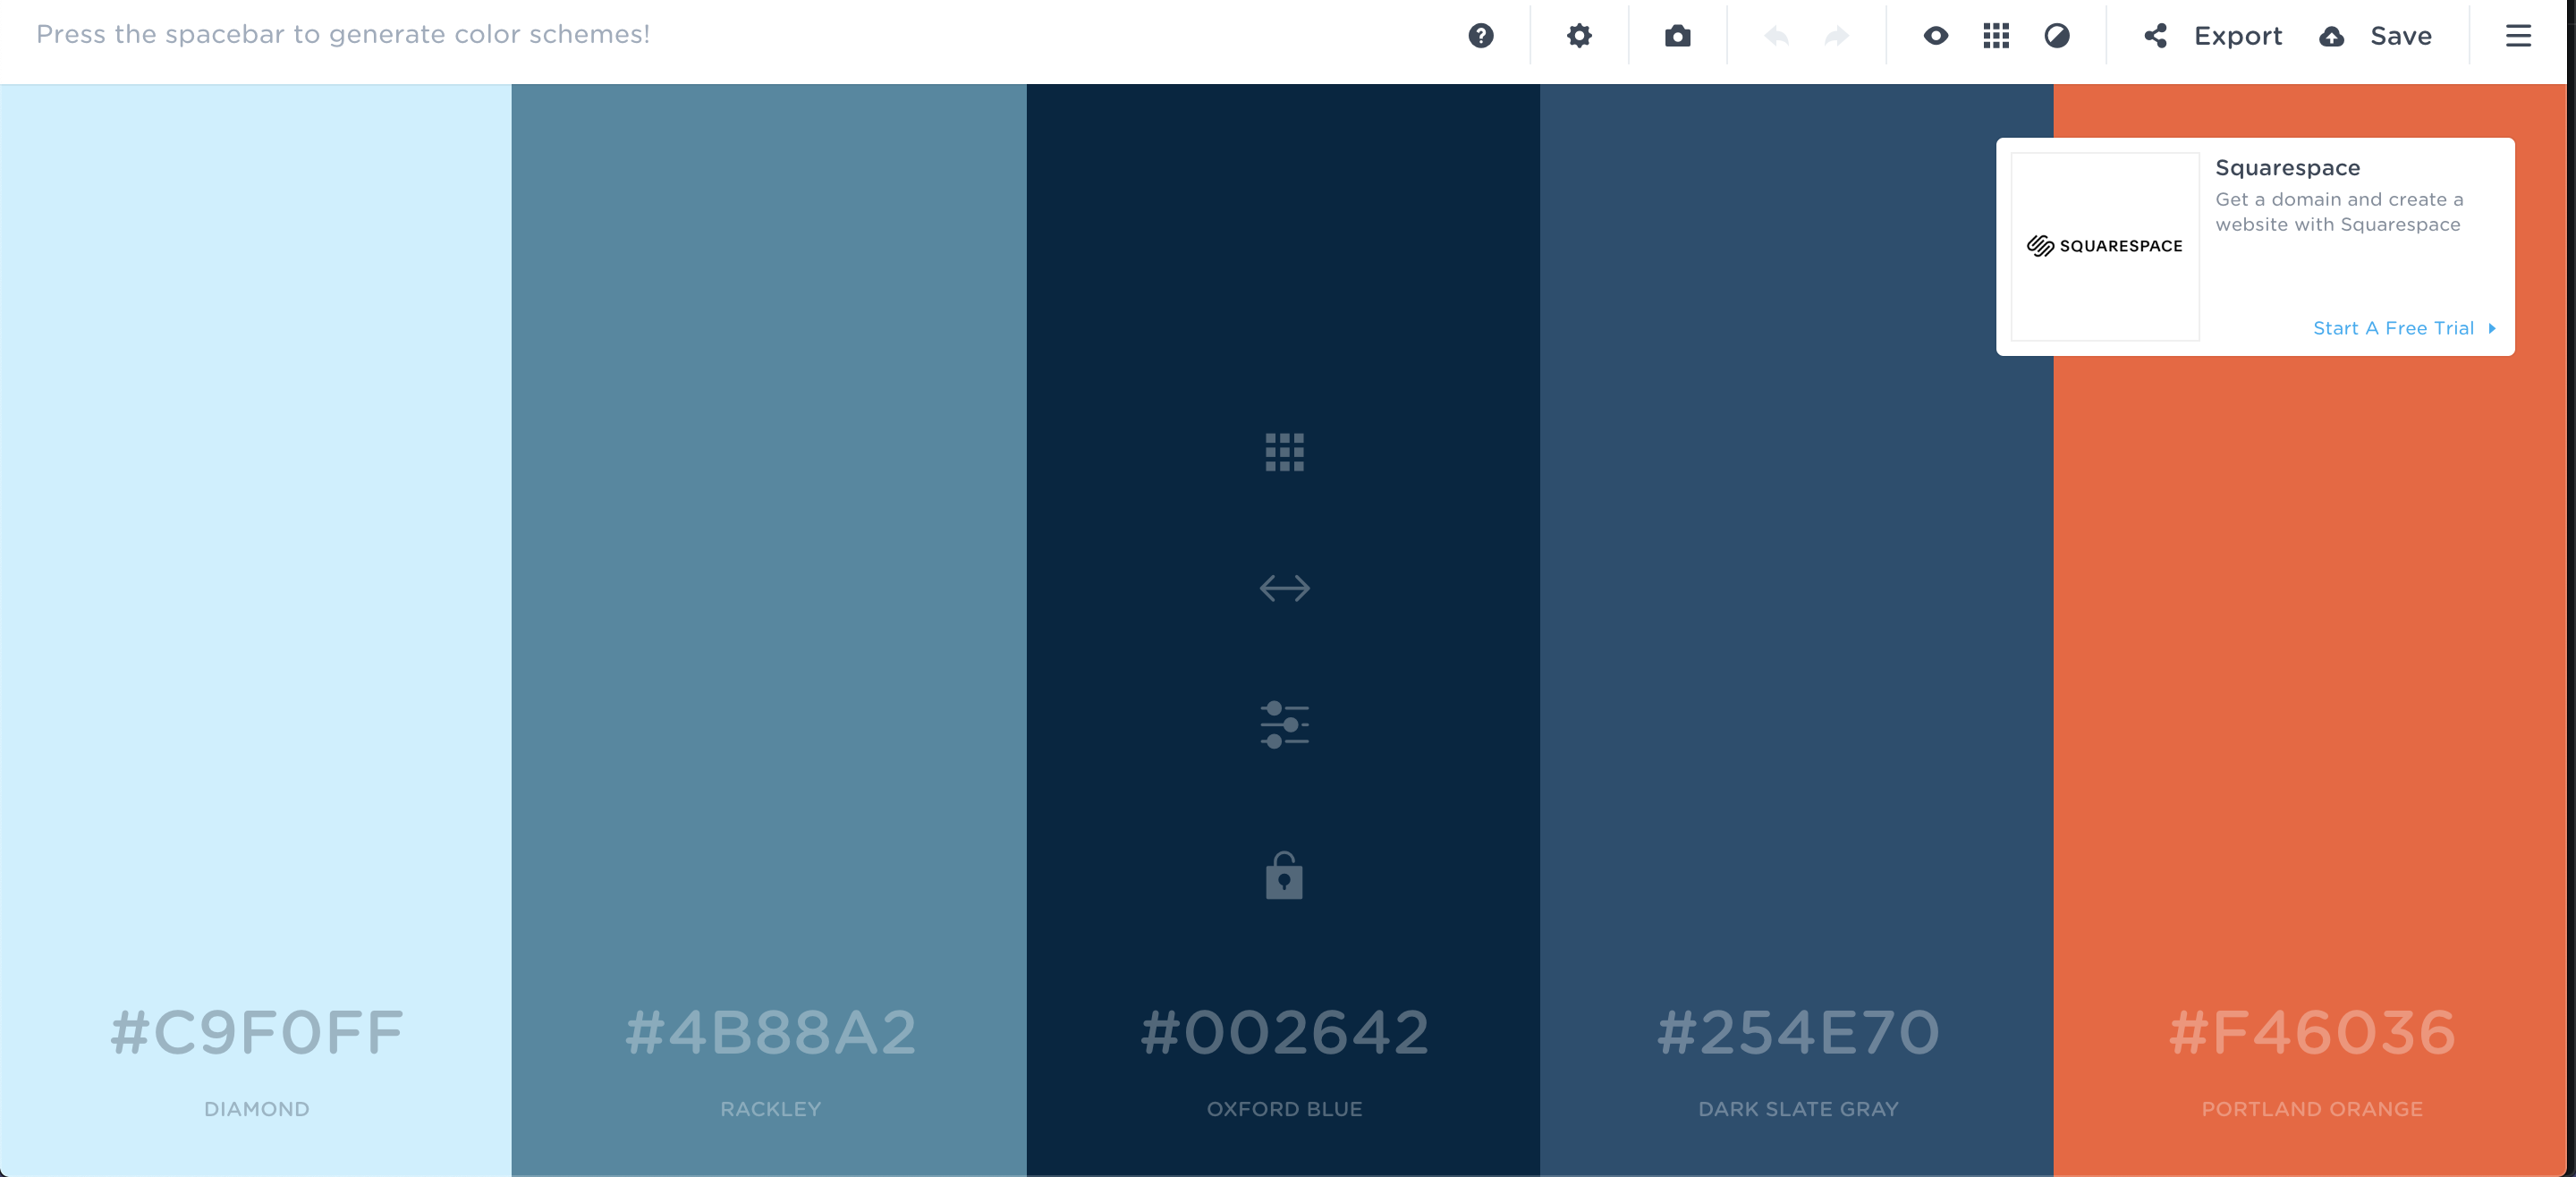 Press the spacebar to generate color schemes!
Export
Save
Squarespace
Get a domain and create a
website with Squarespace
SQUARESPACE
Start A Free Trial
#C9F0FF
#4B88A2
#002642
#254E70
#F46036
DIAMOND
RACKLEY
OXFORD BLUE
DARK SLATE GRAY
PORTLAND ORANGE